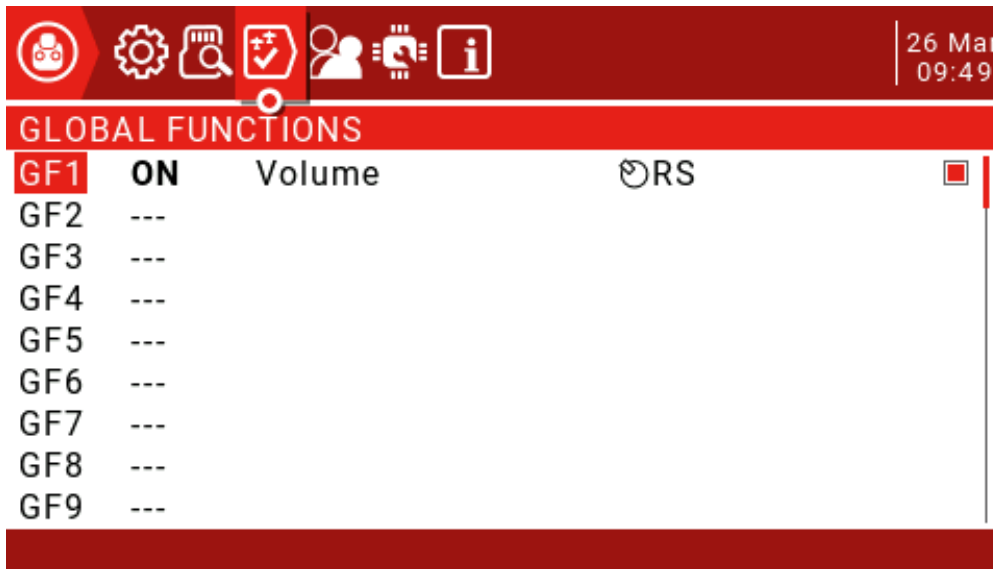 26 Mar
09:49
GLOBAL FUNCTIONS
GF1 ON Volume RS
GF2 ---
GF3 ---
GF4 ---
GF5 ---
GF6 ---
GF7 ---
GF8 ---
GF9 ---